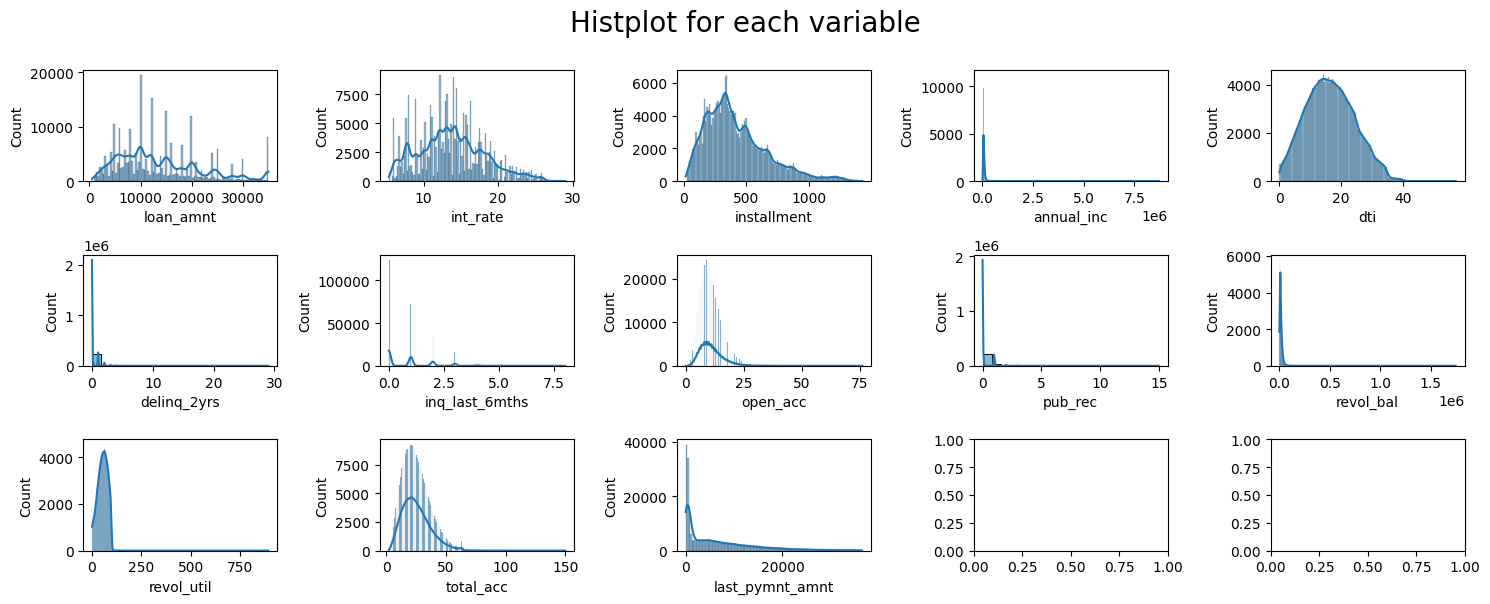 Histplot for each variable
20000
10000
0
Count
0 10000 20000 30000
loan_amnt
7500
5000
2500
0
Count
10 20 30
int_rate
6000
4000
2000
0
Count
0 500 1000
installment
10000
5000
0
Count
0.0 2.5 5.0 7.5
1e6
annual_inc
4000
2000
0
Count
0 20 40
dti
1e6
2
1
0
Count
0 10 20 30
delinq_2yrs
100000
50000
0
Count
0.0 2.5 5.0 7.5
inq_last_6mths
20000
10000
0
Count
0 25 50 75
open_acc
1e6
2
1
0
Count
0 5 10 15
pub_rec
6000
4000
2000
0
Count
0.0 0.5 1.0 1.5
1e6
revol_bal
4000
2000
0
Count
0 250 500 750
revol_util
7500
5000
2500
0
Count
0 50 100 150
total_acc
40000
20000
0
Count
0 20000
last_pymnt_amnt
1.00
0.75
0.50
0.25
0.00
0.00 0.25 0.50 0.75 1.00
1.00
0.75
0.50
0.25
0.00
0.00 0.25 0.50 0.75 1.00